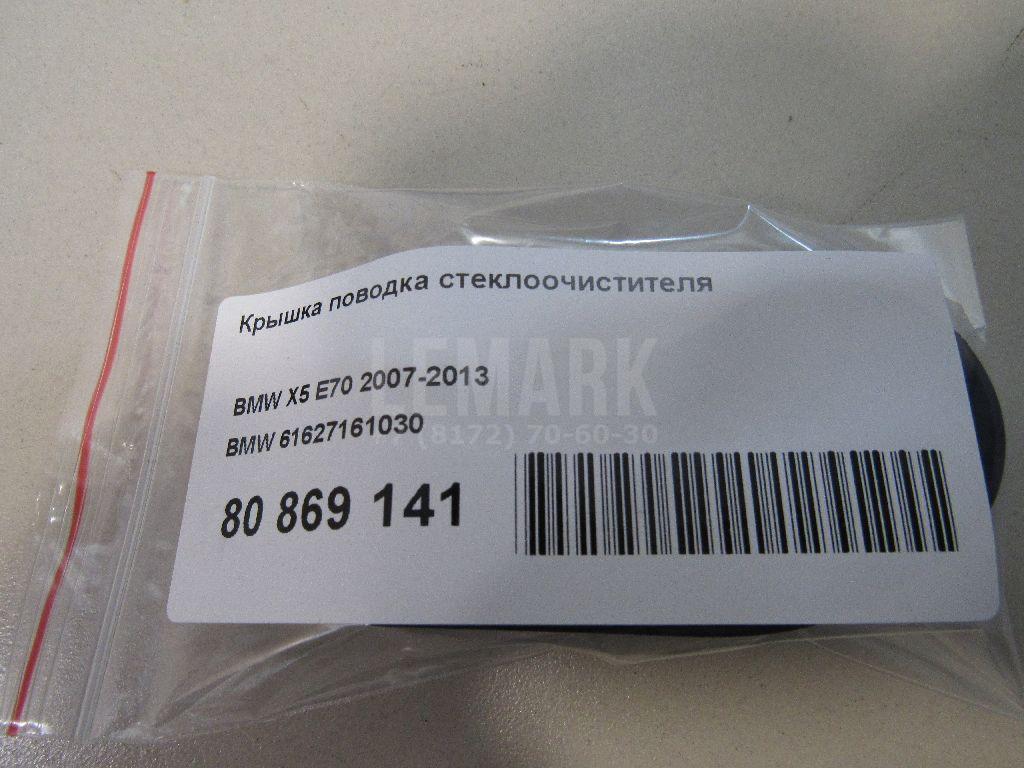 Крышка поводка стеклоочистителя
LEMARK
BMW X5 E70 2007-2013
BMW 61627161030
(8172) 70-60-30
80 869 141